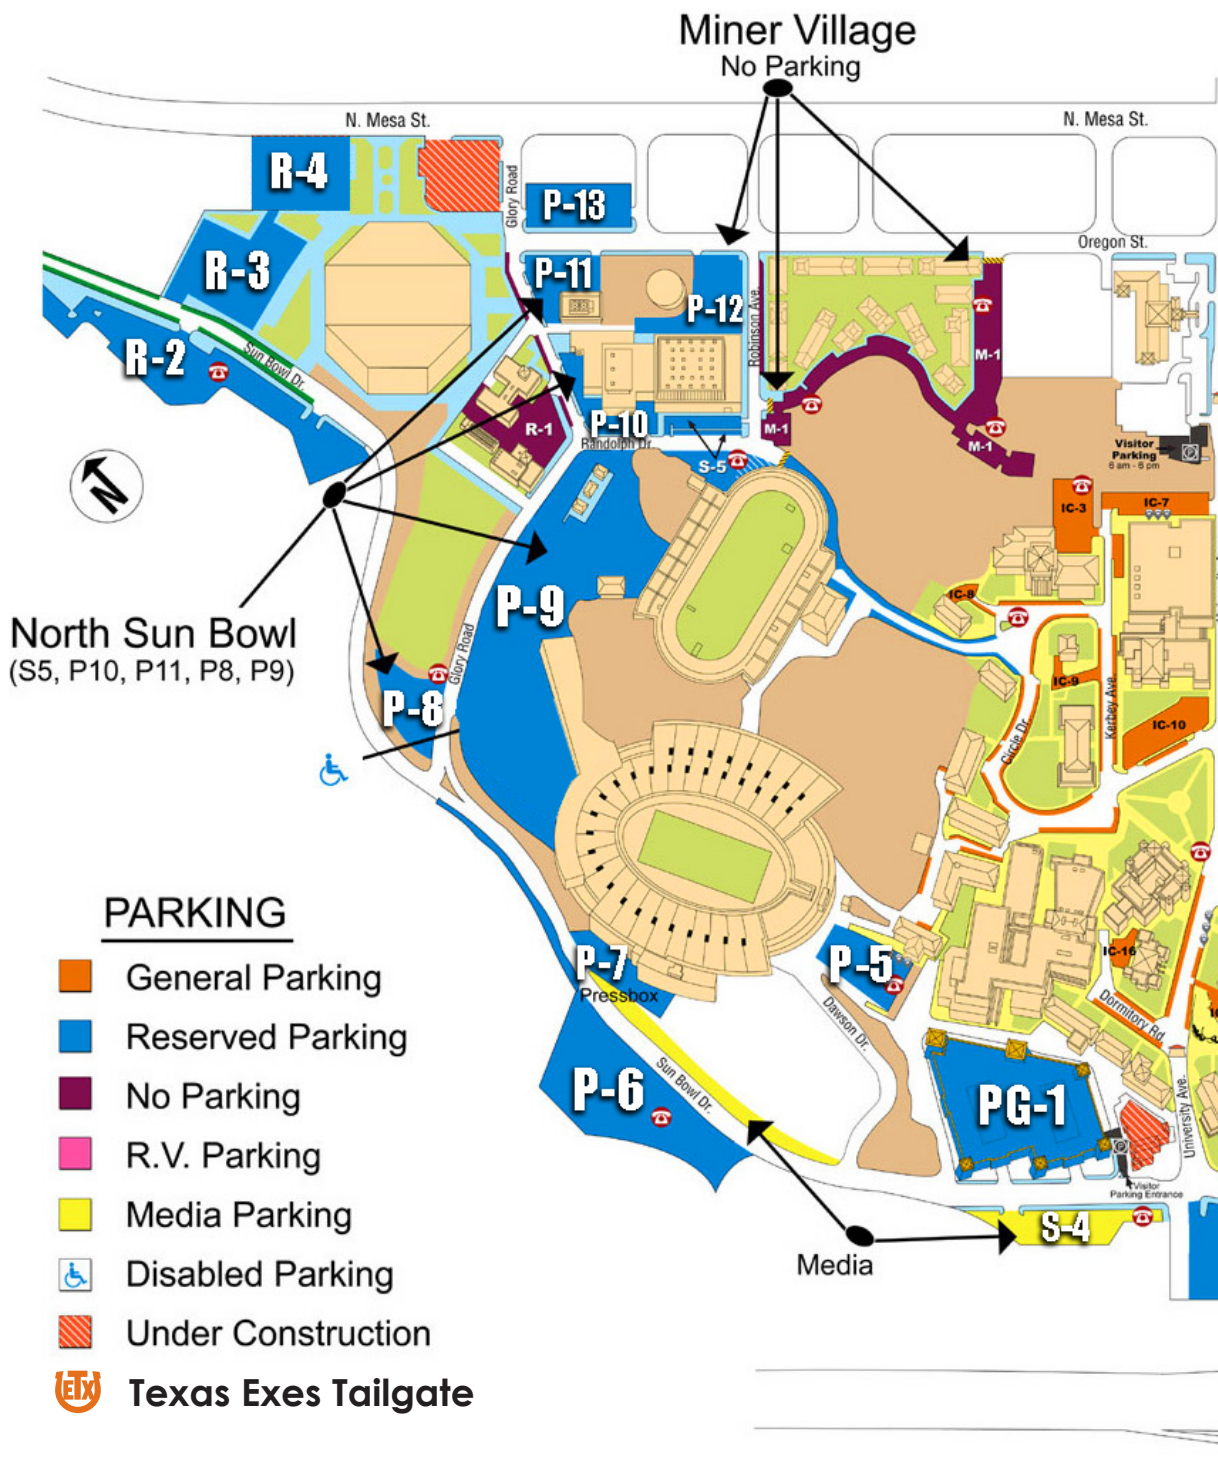 Miner Village
No Parking
N. Mesa St.
N. Mesa St.
R-4
Glory Road
P-13
Oregon St.
R-3
P-11
P-12
Robinson Ave.
R-2
Sun Bowl Dr.
M-1
R-1
P-10
Randolph Dr.
M-1
M-1
S-5
Visitor
Parking
6 am - 6 pm
P
N
IC-3
IC-7
P-9
IC-8
North Sun Bowl
(S5, P10, P11, P8, P9)
Glory Road
IC-9
Kerbey Ave.
P-8
Circle Dr.
IC-10
PARKING
General Parking
Reserved Parking
No Parking
R.V. Parking
Media Parking
Disabled Parking
Under Construction
ETX
Texas Exes Tailgate
P-7
Pressbox
P-5
IC-16
Dawson Dr.
Dormitory Rd.
P-6
Sun Bowl Dr.
PG-1
University Ave.
P
Visitor
Parking Entrance
S-4
Media